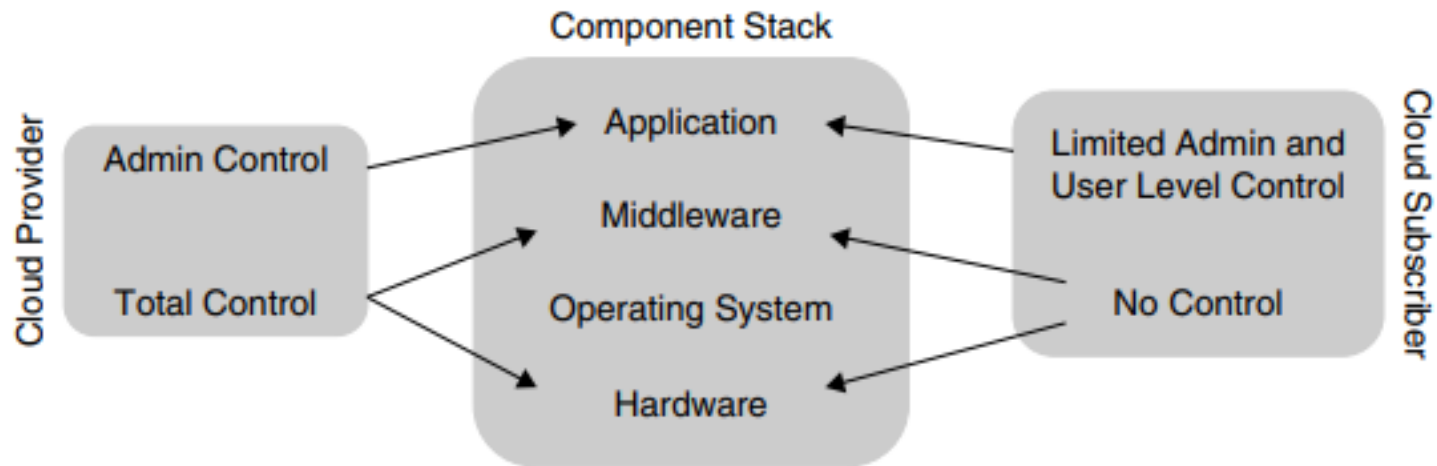 Component Stack
Cloud Provider
Admin Control
Total Control
Application
Middleware
Operating System
Hardware
Limited Admin and
User Level Control
No Control
Cloud Subscriber